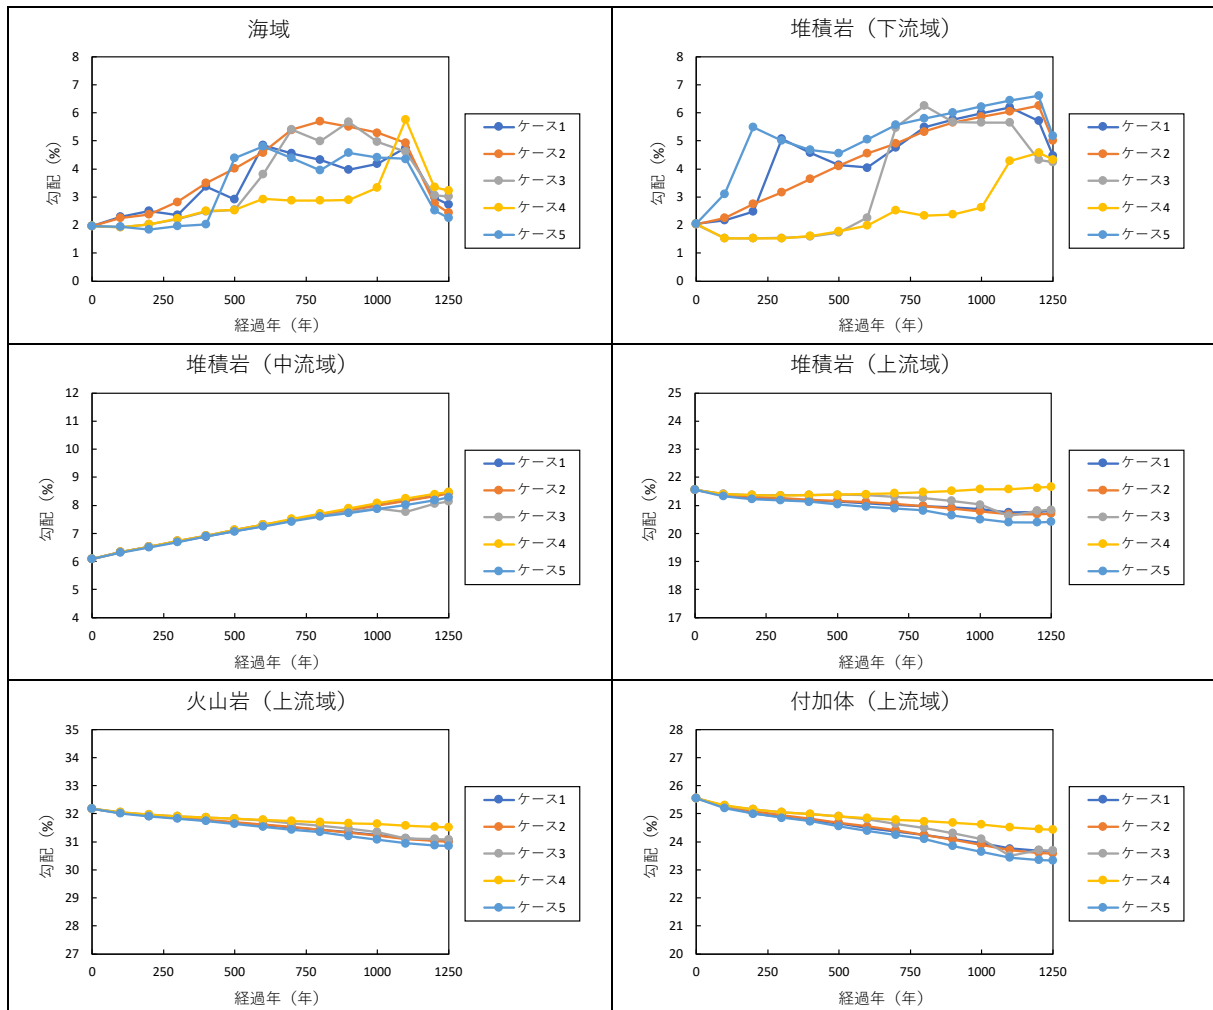 海域
8
7
6
5
4
3
2
1
0
勾配（%）
0 250 500 750 1000 1250
経過年（年）
ケース1
ケース2
ケース3
ケース4
ケース5
堆積岩（下流域）
8
7
6
5
4
3
2
1
0
勾配（%）
0 250 500 750 1000 1250
経過年（年）
ケース1
ケース2
ケース3
ケース4
ケース5
堆積岩（中流域）
12
11
10
9
8
7
6
5
4
勾配（%）
0 250 500 750 1000 1250
経過年（年）
ケース1
ケース2
ケース3
ケース4
ケース5
堆積岩（上流域）
25
24
23
22
21
20
19
18
17
勾配（%）
0 250 500 750 1000 1250
経過年（年）
ケース1
ケース2
ケース3
ケース4
ケース5
火山岩（上流域）
35
34
33
32
31
30
29
28
27
勾配（%）
0 250 500 750 1000 1250
経過年（年）
ケース1
ケース2
ケース3
ケース4
ケース5
付加体（上流域）
28
27
26
25
24
23
22
21
20
勾配（%）
0 250 500 750 1000 1250
経過年（年）
ケース1
ケース2
ケース3
ケース4
ケース5